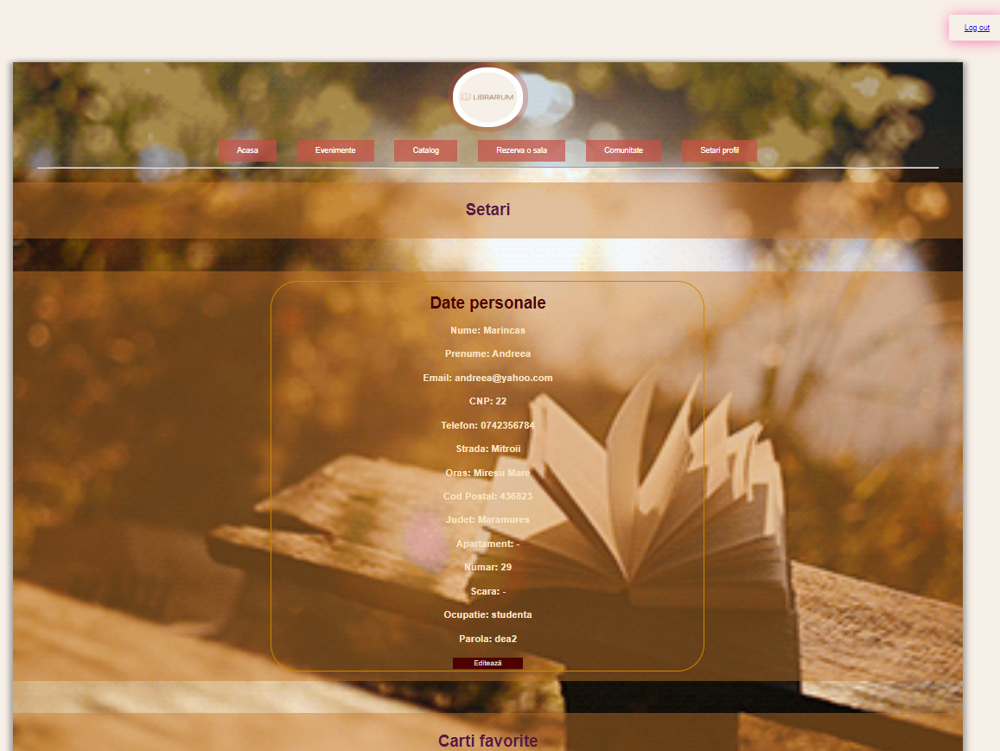 Log out
LIBRARIUM
Acasa Evenimente Catalog Rezerva o sala Comunitate Setari profil
Setari
Date personale
Nume: Marincas
Prenume: Andreea
Email: andreea@yahoo.com
CNP: 22
Telefon: 0742356784
Strada: Mitroii
Oras: Miresu Mare
Cod Postal: 436823
Judet: Maramures
Apartament: -
Numar: 29
Scara: -
Ocupatie: studenta
Parola: dea2
Editează
Carti favorite